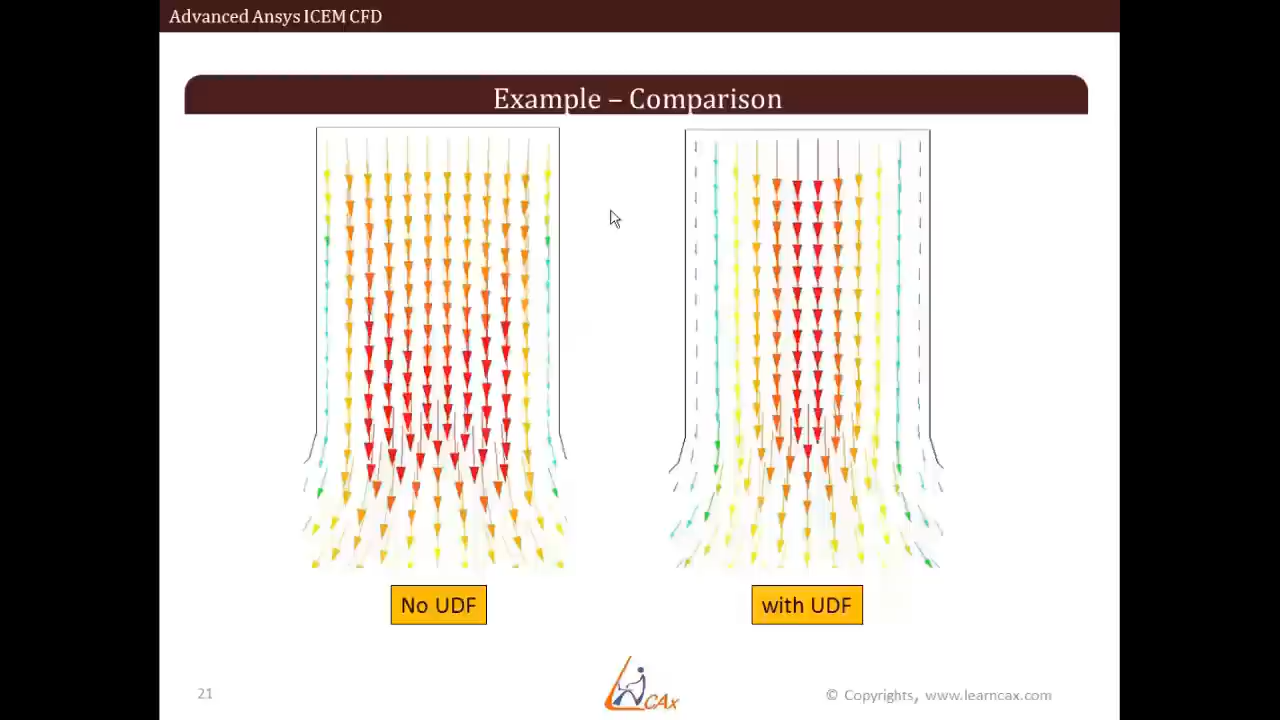 Advanced Ansys ICEM CFD
Example – Comparison
No UDF
with UDF
21
CAx
© Copyrights, www.learncax.com